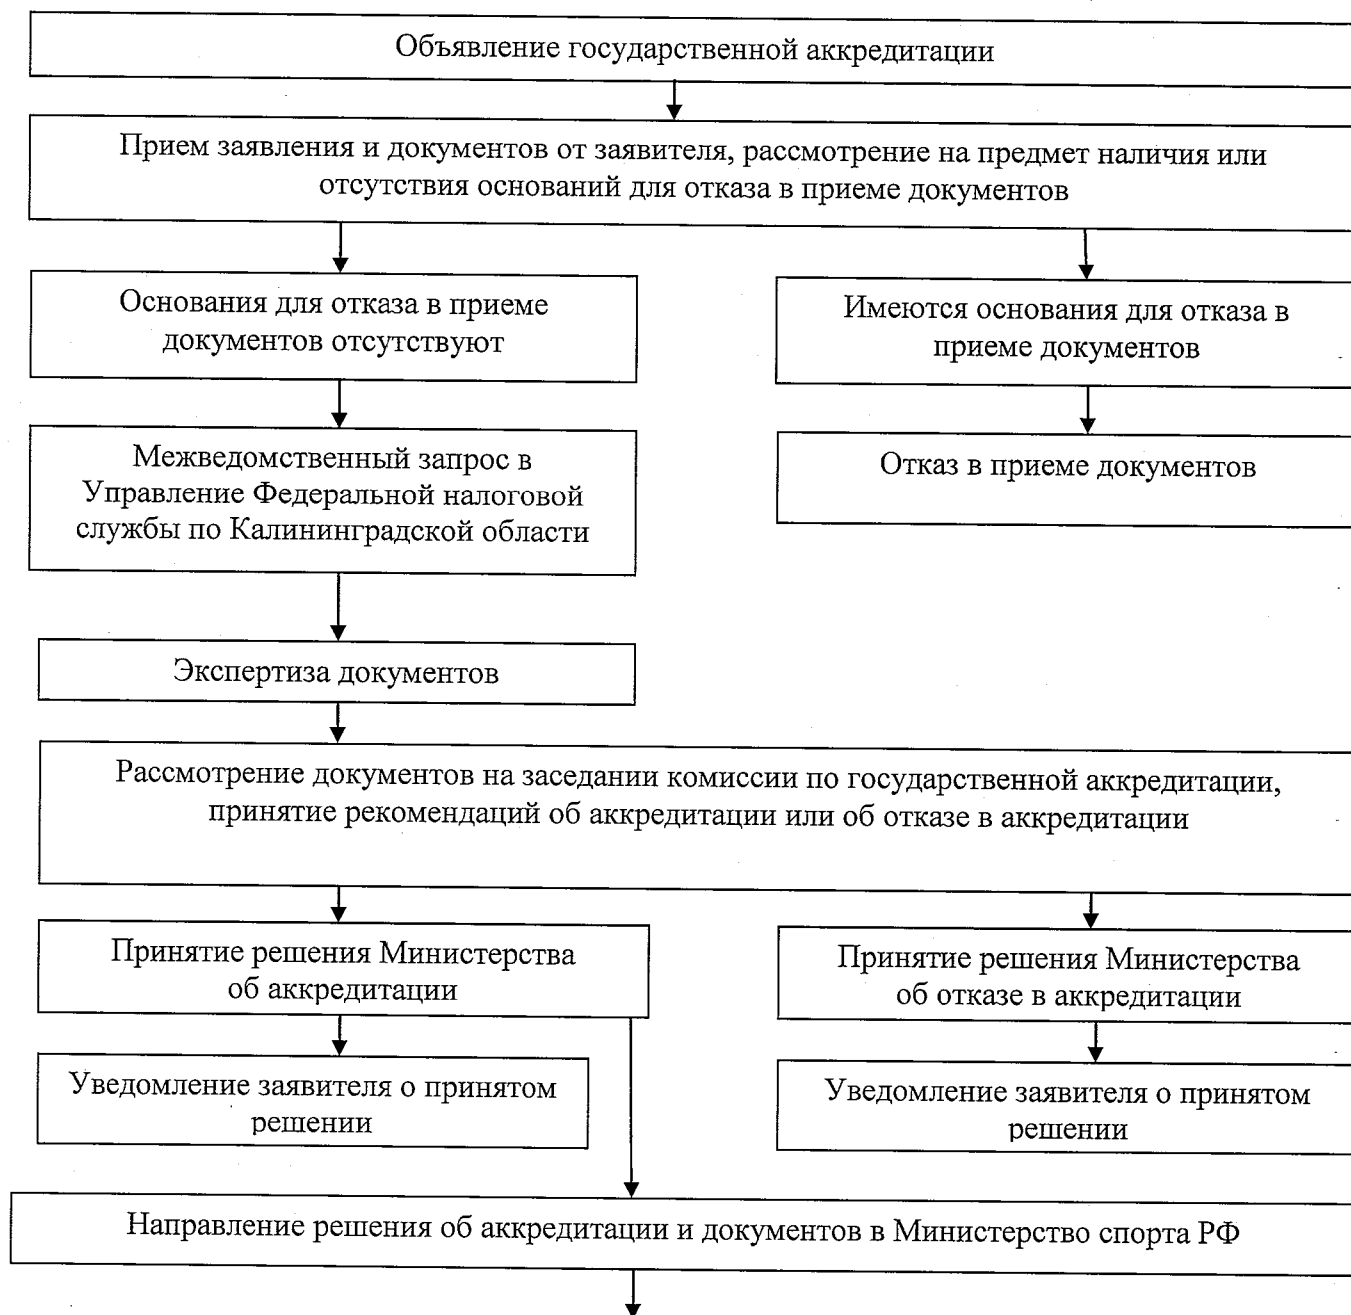 Объявление государственной аккредитации
Прием заявления и документов от заявителя, рассмотрение на предмет наличия или
отсутствия оснований для отказа в приеме документов
Основания для отказа в приеме
документов отсутствуют
Имеются основания для отказа в
приеме документов
Межведомственный запрос в
Управление Федеральной налоговой
службы по Калининградской области
Отказ в приеме документов
Экспертиза документов
Рассмотрение документов на заседании комиссии по государственной аккредитации,
принятие рекомендаций об аккредитации или об отказе в аккредитации
Принятие решения Министерства
об аккредитации
Принятие решения Министерства
об отказе в аккредитации
Уведомление заявителя о принятом
решении
Уведомление заявителя о принятом
решении
Направление решения об аккредитации и документов в Министерство спорта РФ